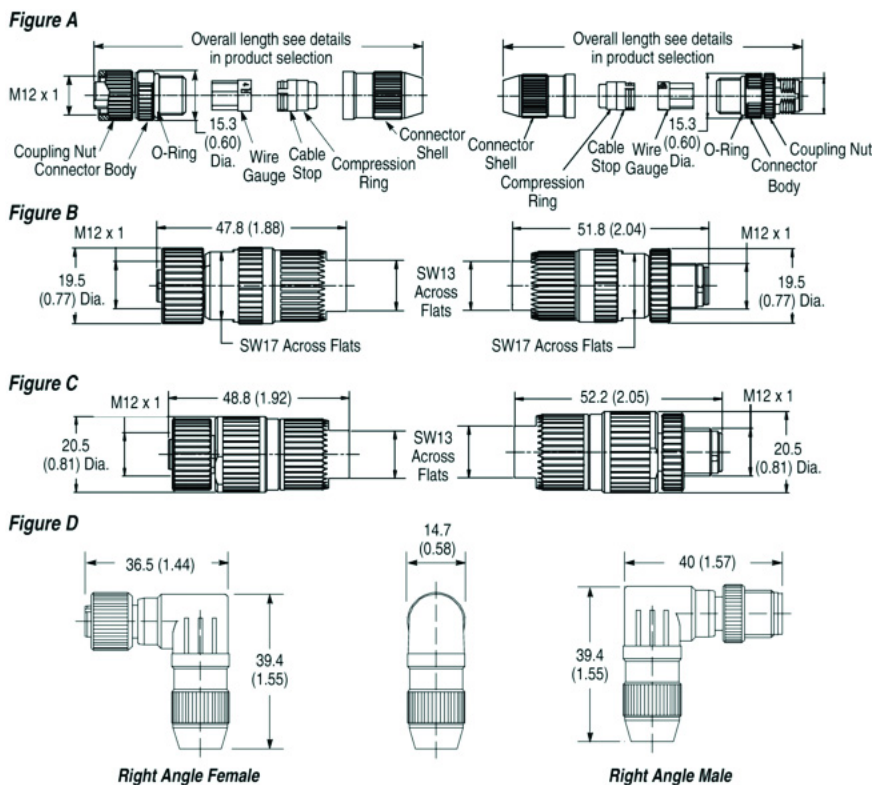 Figure A
Overall length see details
in product selection
M12 x 1
15.3
(0.60)
Dia.
Coupling Nut
Connector Body
O-Ring
Wire
Gauge
Cable
Stop
Compression
Ring
Connector
Shell
Overall length see details
in product selection
Connector
Shell
Compression
Ring
Cable
Stop
Wire
Gauge
15.3
(0.60)
Dia.
O-Ring
Connector
Body
Coupling Nut
Figure B
M12 x 1
47.8 (1.88)
19.5
(0.77) Dia.
SW17 Across Flats
SW13
Across
Flats
51.8 (2.04)
M12 x 1
19.5
(0.77) Dia.
SW17 Across Flats
Figure C
M12 x 1
48.8 (1.92)
20.5
(0.81) Dia.
SW13
Across
Flats
52.2 (2.05)
M12 x 1
20.5
(0.81) Dia.
Figure D
36.5 (1.44)
39.4
(1.55)
14.7
(0.58)
40 (1.57)
39.4
(1.55)
Right Angle Female
Right Angle Male